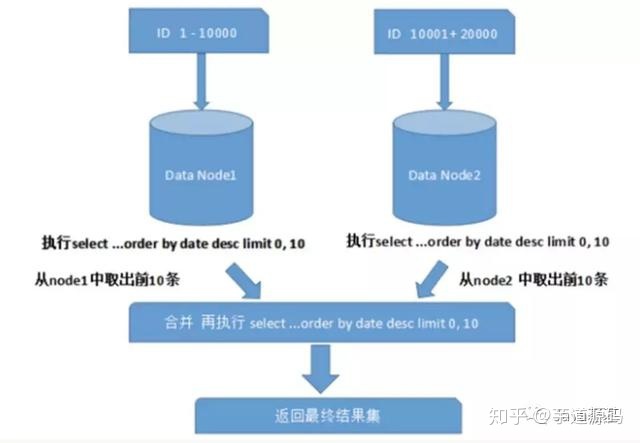 ID 1 - 10000
ID 10001+ 20000
Data Node1
Data Node2
执行select ...order by date desc limit 0, 10
执行select ...order by date desc limit 0, 10
从node1中取出前10条
从node2 中取出前10条
合并 再执行 select ...order by date desc limit 0, 10
返回最终结果集
知乎 @芋道源码